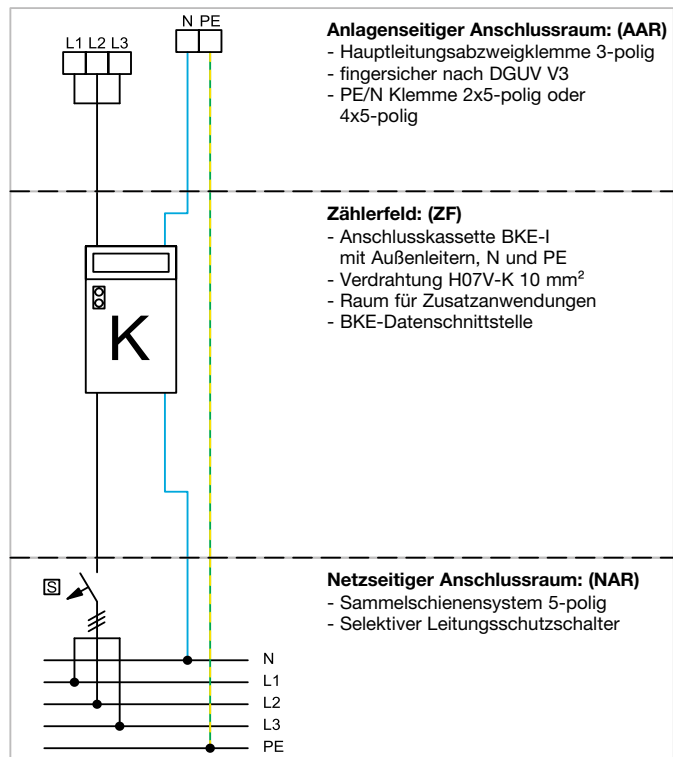 N PE
L1 L2 L3
Anlagenseitiger Anschlussraum: (AAR)
- Hauptleitungsabzweigklemme 3-polig
- fingersicher nach DGUV V3
- PE/N Klemme 2x5-polig oder
4x5-polig
Zählerfeld: (ZF)
- Anschlusskassette BKE-I
mit Außenleitern, N und PE
- Verdrahtung H07V-K 10 mm²
- Raum für Zusatzanwendungen
- BKE-Datenschnittstelle
K
Netzseitiger Anschlussraum: (NAR)
- Sammelschienensystem 5-polig
- Selektiver Leitungsschutzschalter
S
N
L1
L2
L3
PE